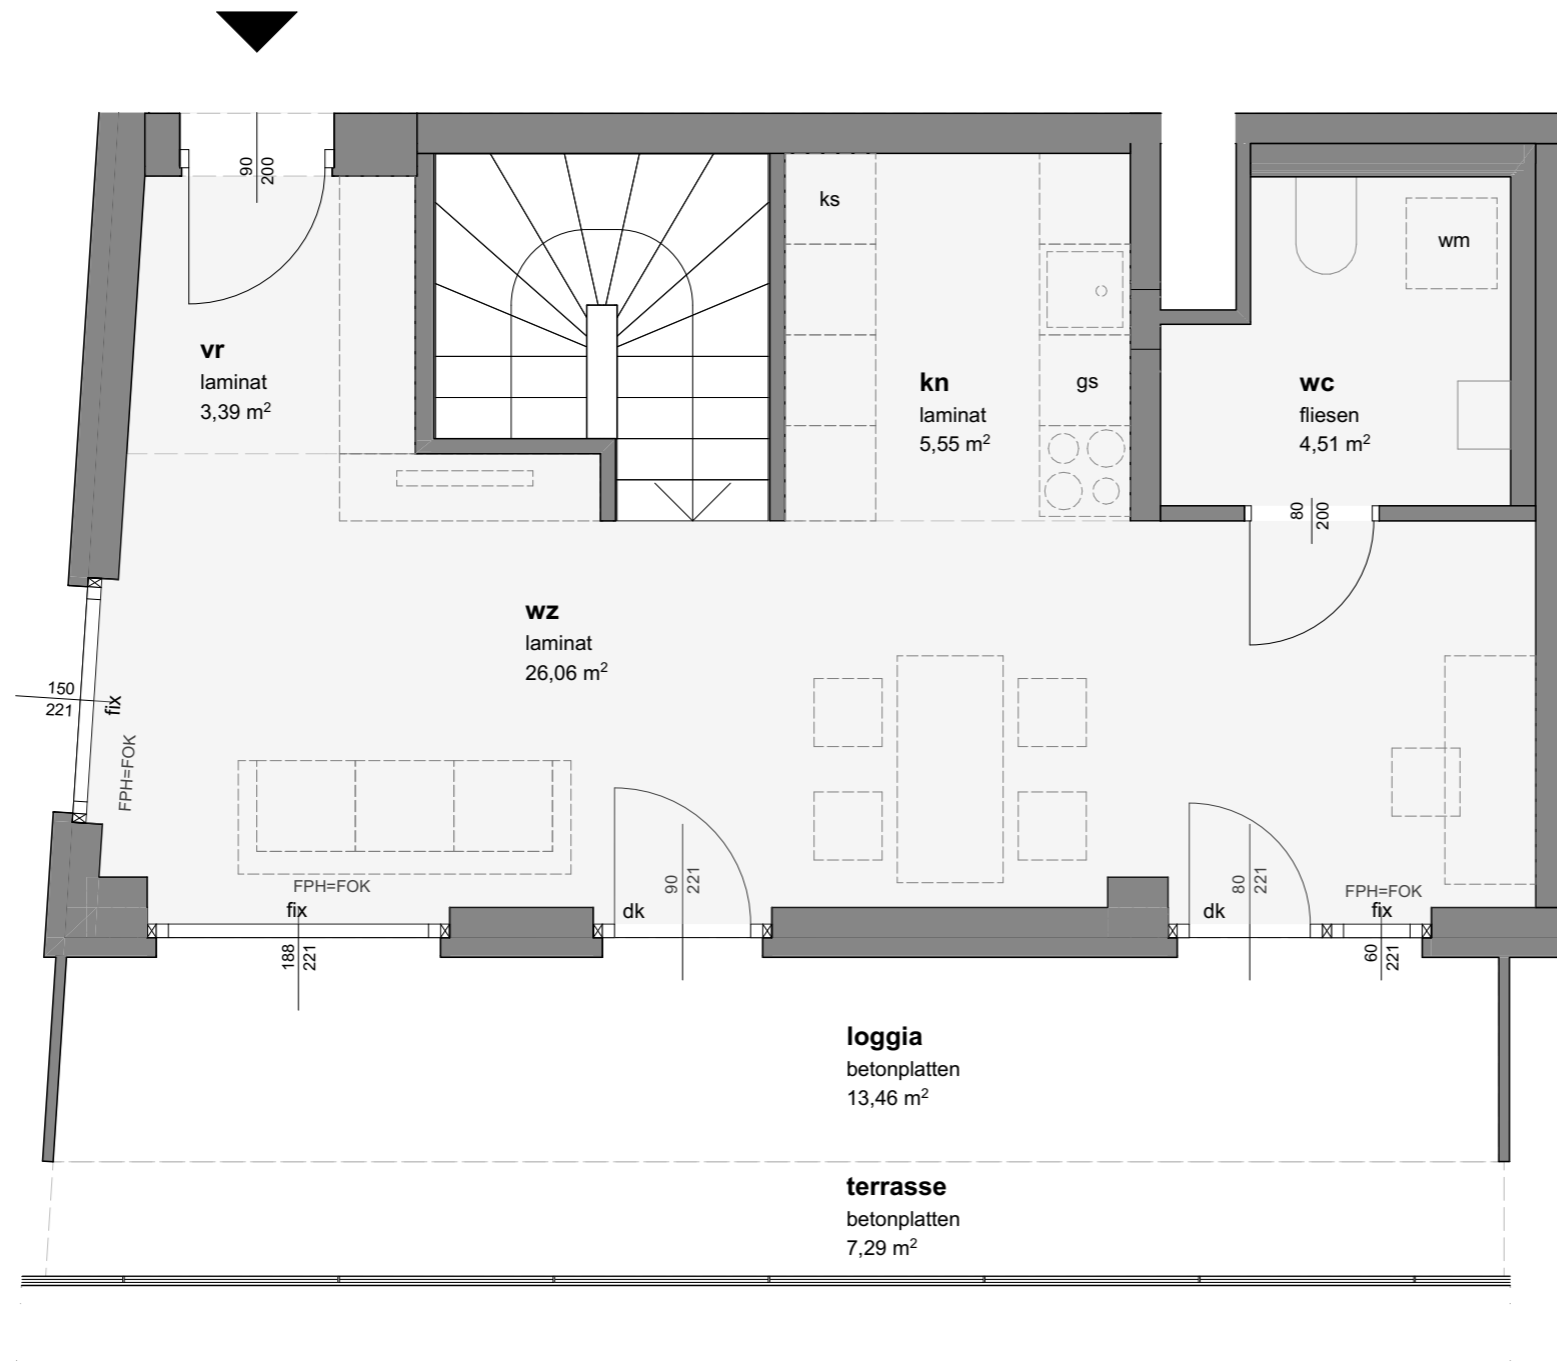 90
200
ks
wm
vr
laminat
3,39 m²
kn
laminat
5,55 m²
gs
wc
fliesen
4,51 m²
80
200
wz
laminat
26,06 m²
150
221
fix
FPH=FOK
FPH=FOK
fix
188
221
dk
90
221
dk
80
221
FPH=FOK
fix
60
221
loggia
betonplatten
13,46 m²
terrasse
betonplatten
7,29 m²